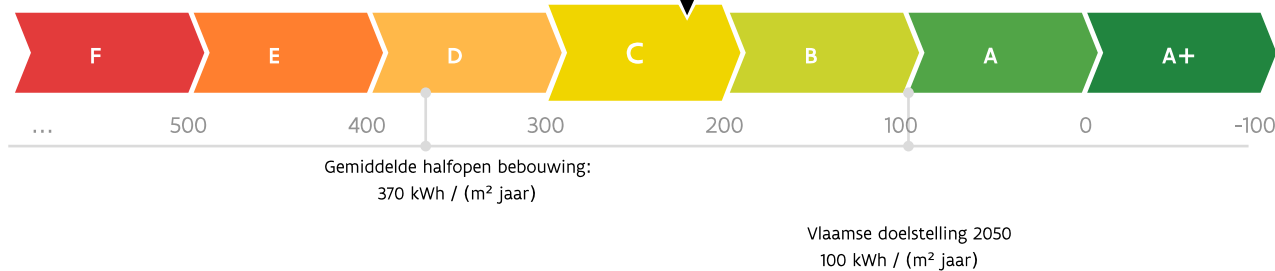 F E D C B A A+
... 500 400 300 200 100 0 -100
Gemiddelde halfopen bebouwing:
370 kWh / (m² jaar)
Vlaamse doelstelling 2050
100 kWh / (m² jaar)